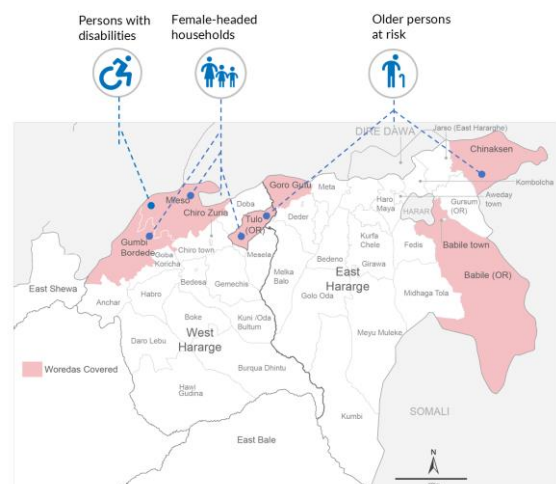 Persons with
disabilities
Female-headed
households
Older persons
at risk
DIRE DAWA
Jarso (East Hararghe)
Chinaksen
Kombolcha
Aweday
town
Mieso
Goro Gutu
Meta
Doba
Chiro Zuria
Tulo
(OR)
Deder
Haro
Maya
HARARI
Gursum
(OR)
Gumbi
Bordede
Guba
Koricha
Chiro town
Mesela
Kurfa
Chele
Fedis
Babile town
East Shewa
Bedesa
Gemechis
Melka
Balo
Bedeno
East
Hararge
Girawa
Babile (OR)
Anchar
Habro
Goto Oda
Midhaga Tola
Boke
Kuni /Oda
Bultum
West
Hararge
Meyu Muleke
Daro Lebu
Woredas Covered
Burqua Dhintu
Hawi
Gudina
SOMALI
Kumbi
East Bale
N